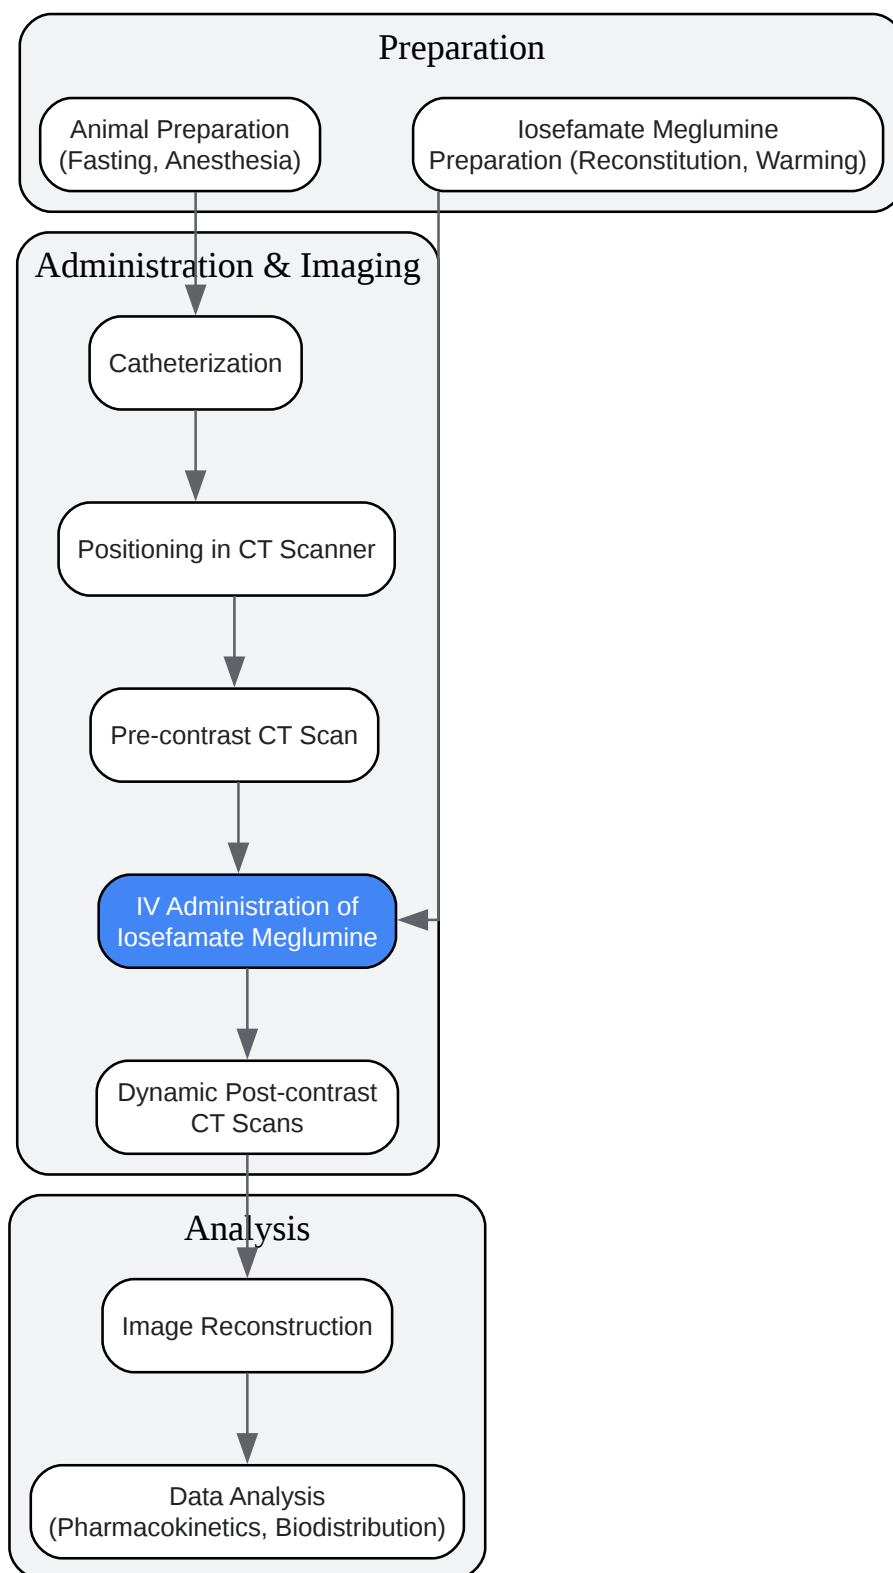 Preparation
Animal Preparation
(Fasting, Anesthesia)
Iosefamate Meglumine
Preparation (Reconstitution, Warming)
Administration & Imaging
Catheterization
Positioning in CT Scanner
Pre-contrast CT Scan
IV Administration of
Iosefamate Meglumine
Dynamic Post-contrast
CT Scans
Analysis
Image Reconstruction
Data Analysis
(Pharmacokinetics, Biodistribution)